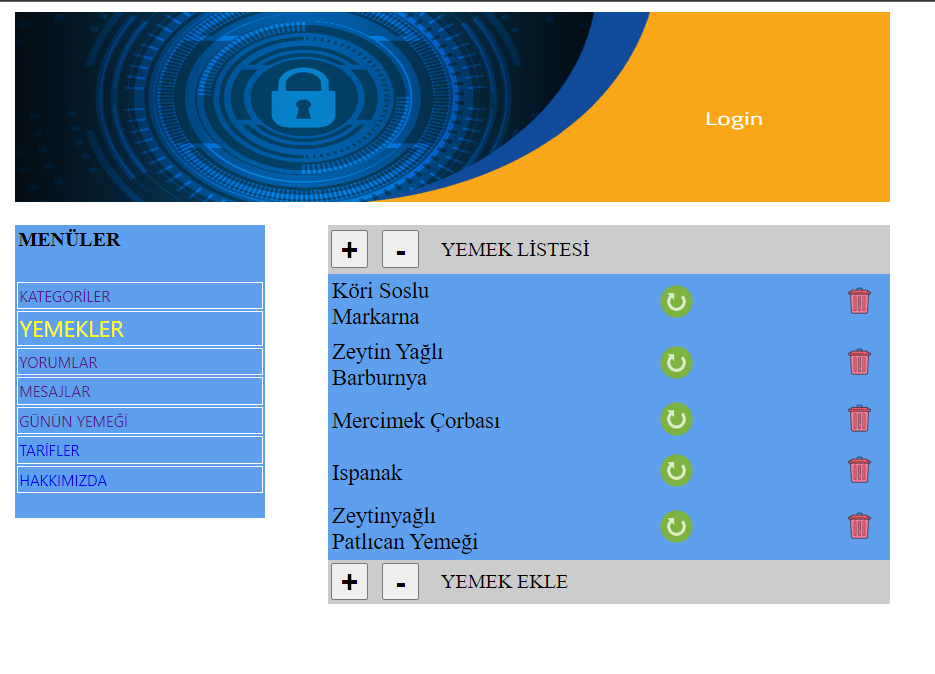 Login
MENÜLER
KATEGORİLER
YEMEKLER
YORUMLAR
MESAJLAR
GÜNÜN YEMEĞİ
TARİFLER
HAKKIMIZDA
+ - YEMEK LİSTESİ
Köri Soslu
Markarna
Zeytin Yağlı
Barburnya
Mercimek Çorbası
Ispanak
Zeytinyağlı
Patlıcan Yemeği
+ - YEMEK EKLE